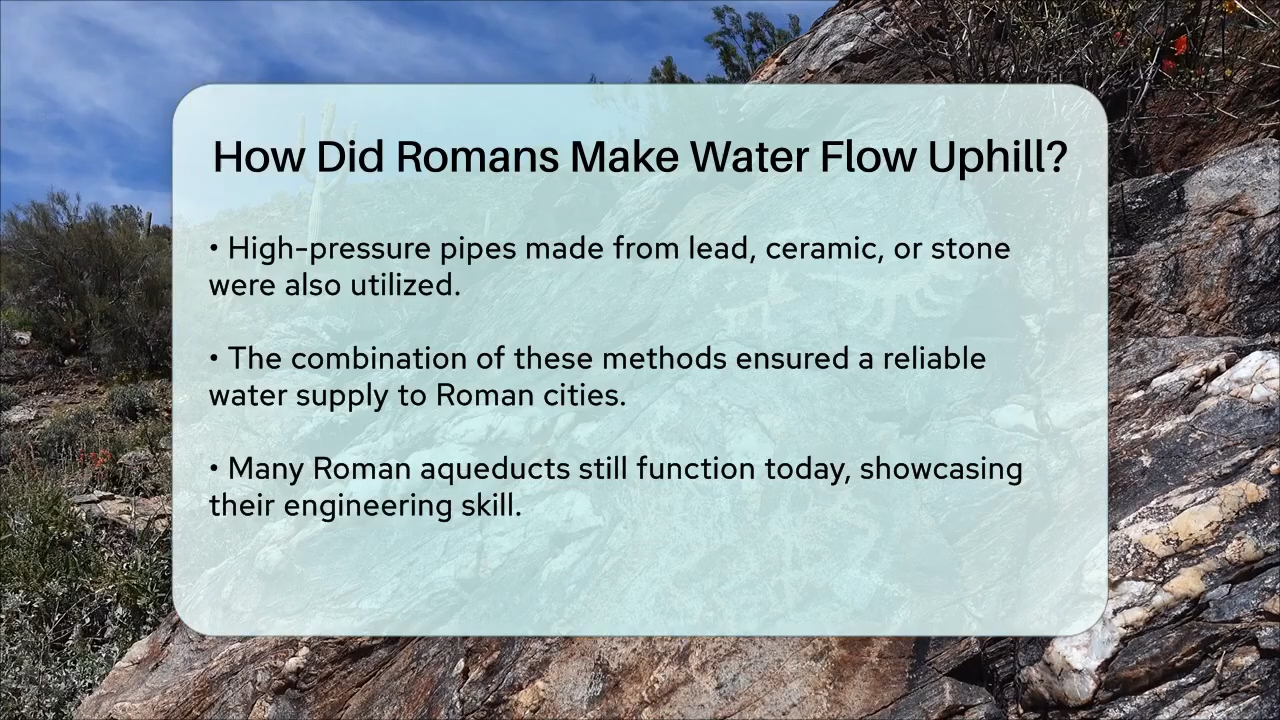 How Did Romans Make Water Flow Uphill?
• High-pressure pipes made from lead, ceramic, or stone
were also utilized.
• The combination of these methods ensured a reliable
water supply to Roman cities.
• Many Roman aqueducts still function today, showcasing
their engineering skill.